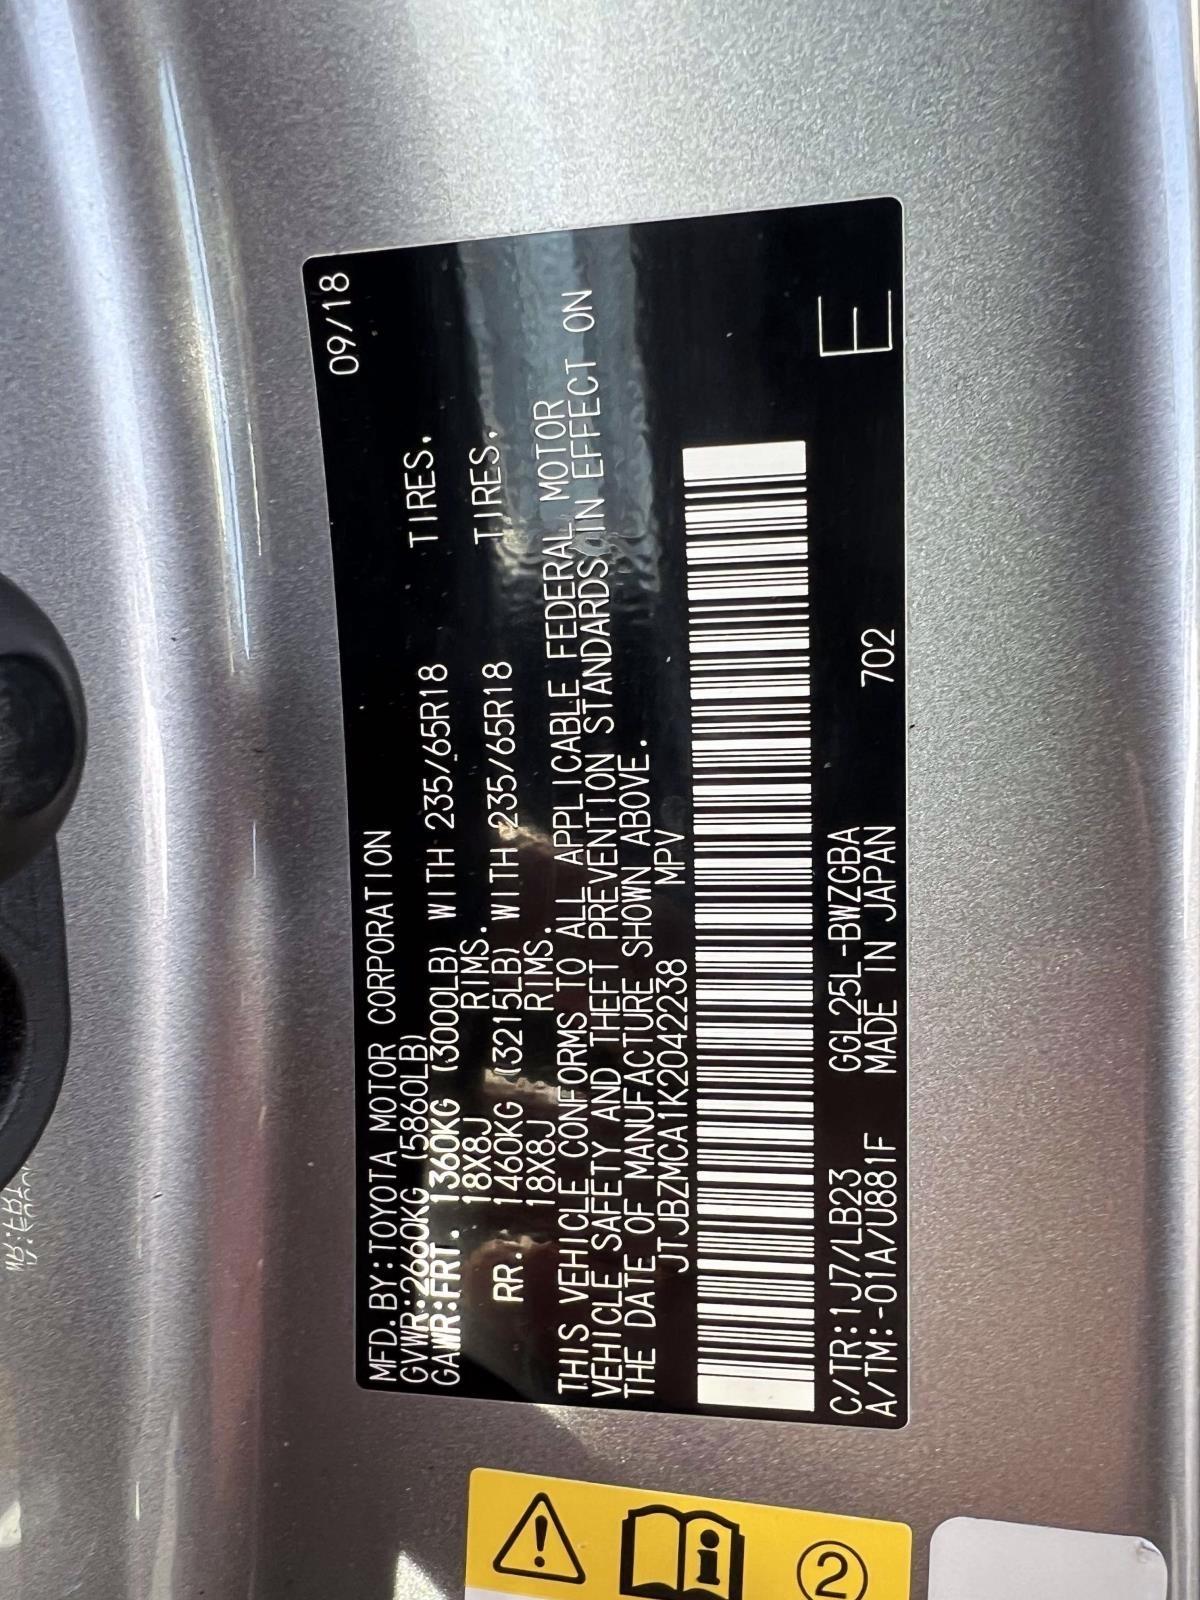 09/18
MFD.BY:TOYOTA MOTOR CORPORATION
GVWR:2660KG (5860LB)
GAWR:FRT. 1360KG (3000LB) WITH 235/65R18 TIRES.
18X8J RIMS.
RR. 1460KG (3215LB) WITH 235/65R18 TIRES.
18X8J RIMS.
THIS VEHICLE CONFORMS TO ALL APPLICABLE FEDERAL MOTOR
VEHICLE SAFETY AND THEFT PREVENTION STANDARDS IN EFFECT ON
THE DATE OF MANUFACTURE SHOWN ABOVE.
JTJBZMCA1K2042238 MPV
C/TR:1J7/LB23 GGL25L-BWZGBA
A/TM:-01A/U881F MADE IN JAPAN 702
E
2